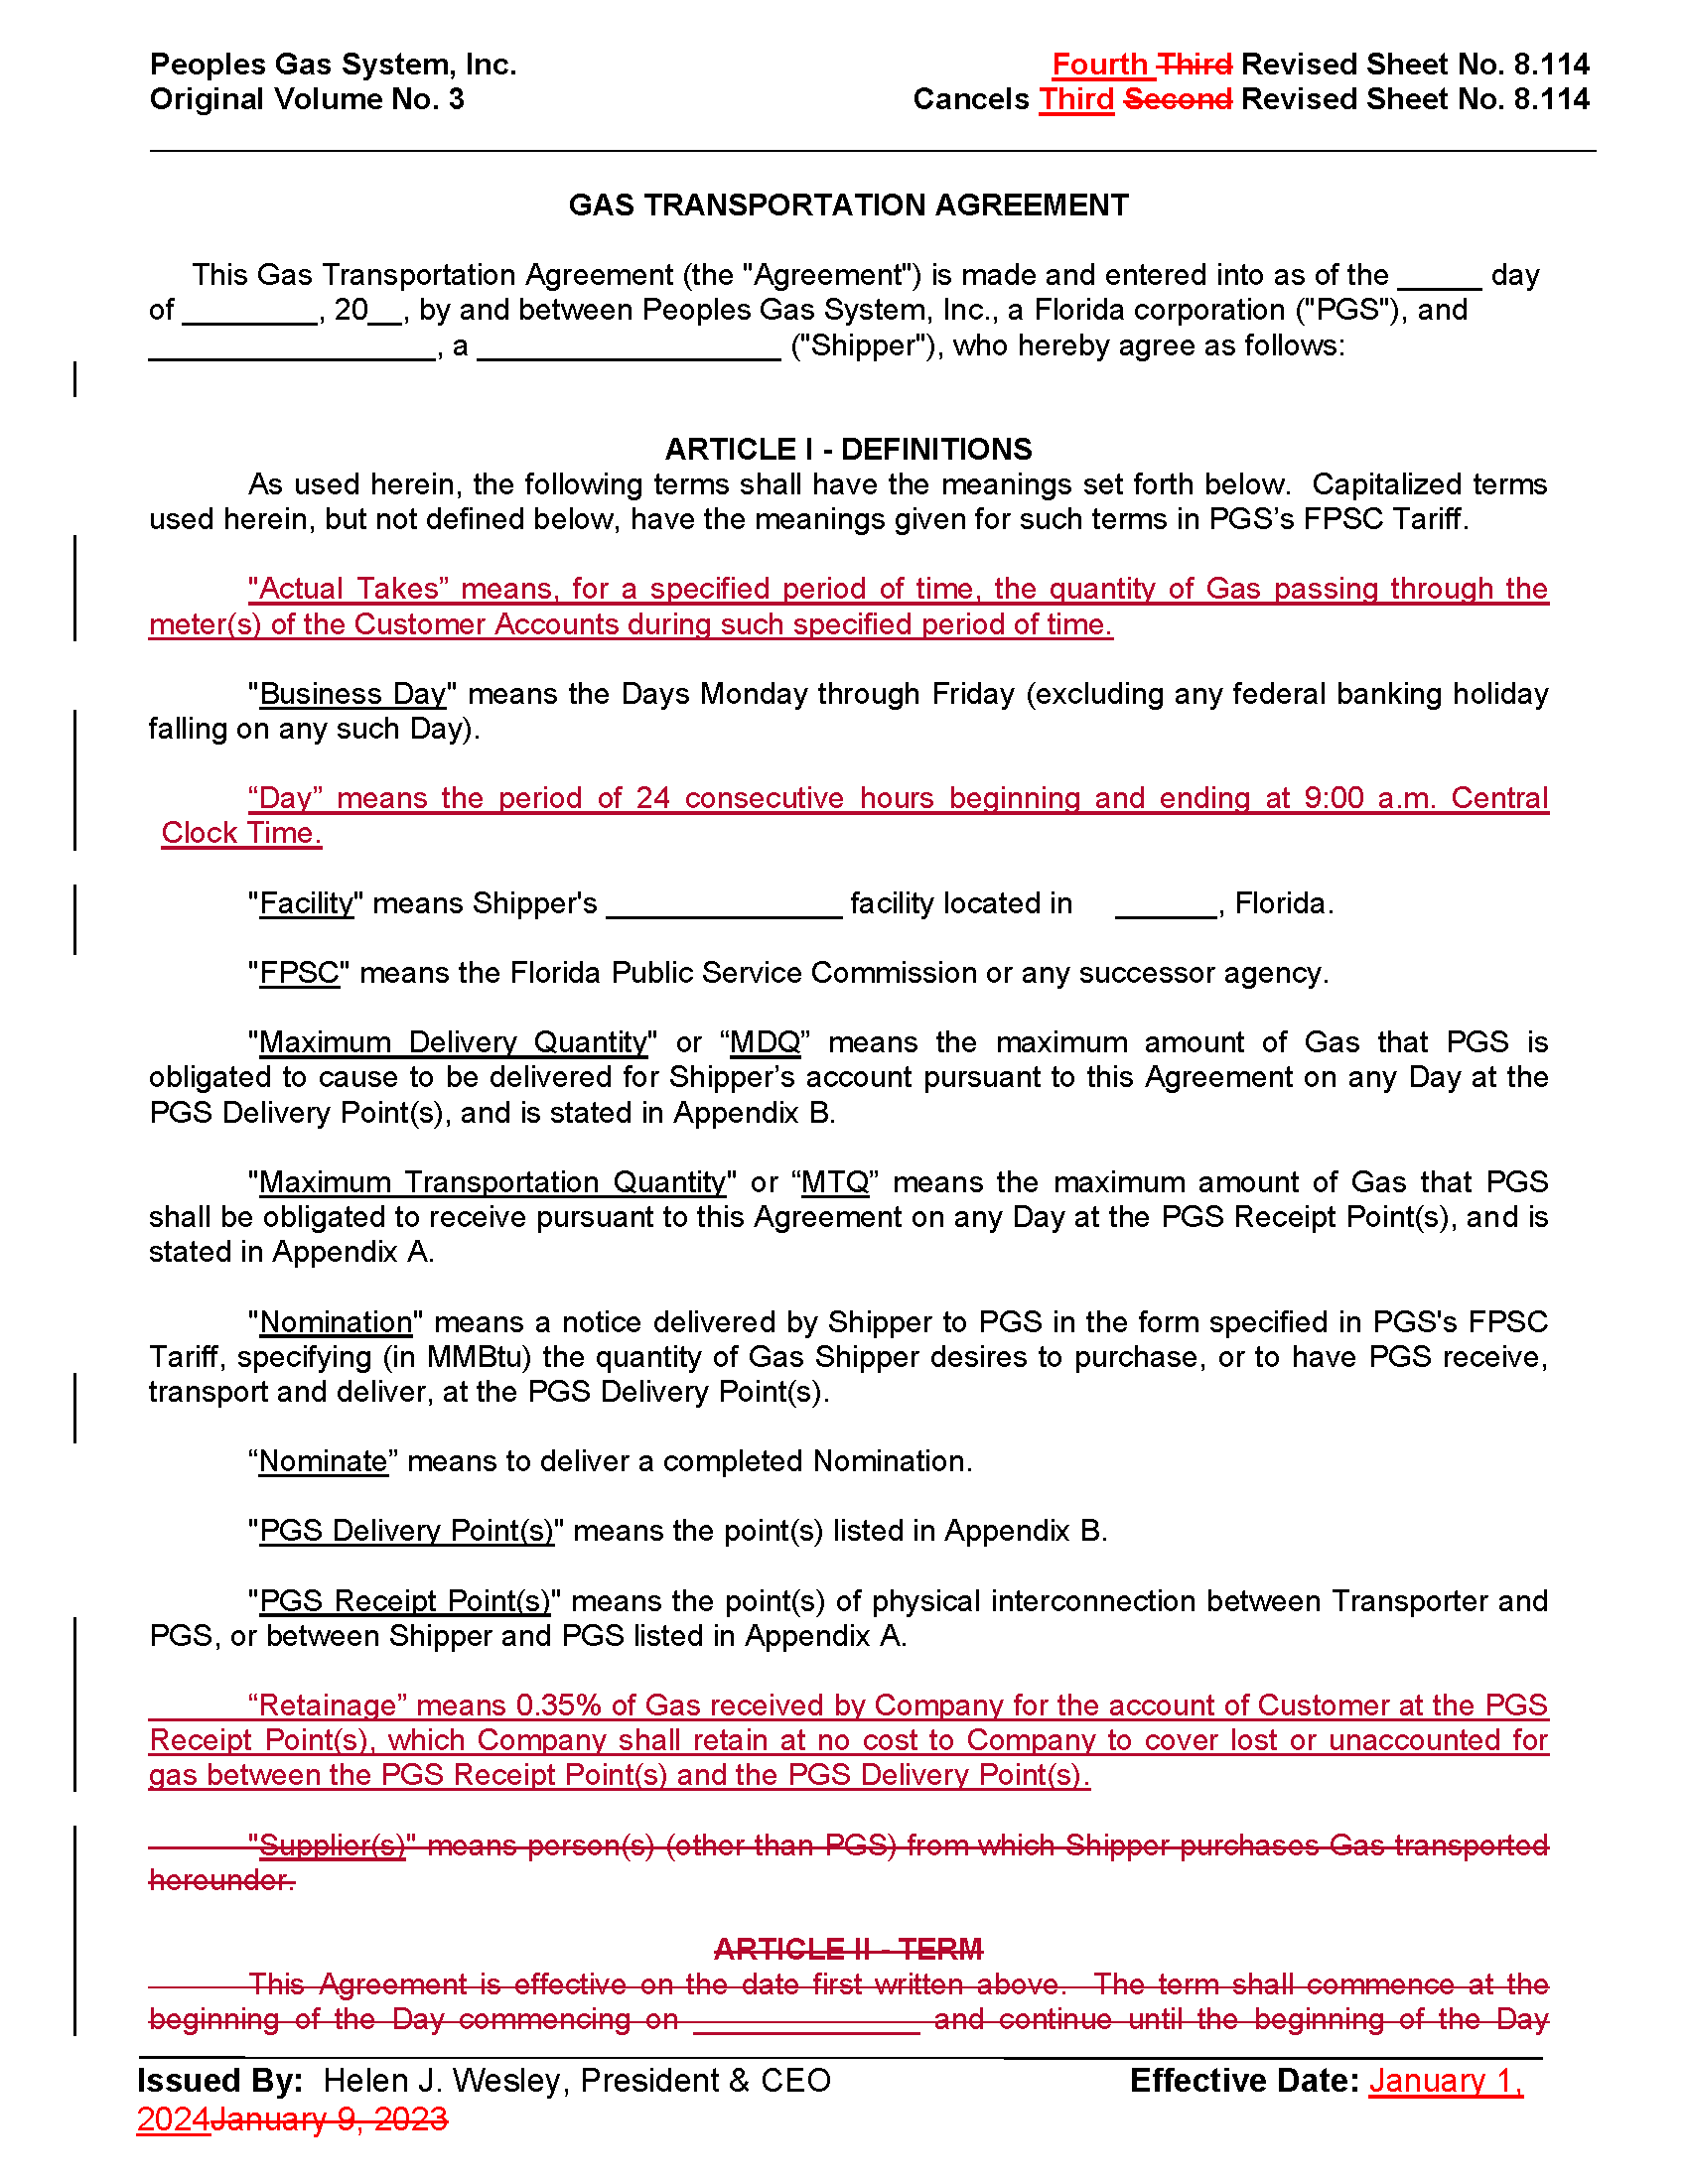 Peoples Gas System, Inc. Fourth Third Revised Sheet No. 8.114
Original Volume No. 3 Cancels Third Second Revised Sheet No. 8.114
GAS TRANSPORTATION AGREEMENT
This Gas Transportation Agreement (the "Agreement") is made and entered into as of the _____ day
of ________, 20__, by and between Peoples Gas System, Inc., a Florida corporation ("PGS"), and
_________________, a __________________ ("Shipper"), who hereby agree as follows:
ARTICLE I - DEFINITIONS
As used herein, the following terms shall have the meanings set forth below. Capitalized terms
used herein, but not defined below, have the meanings given for such terms in PGS’s FPSC Tariff.
"Actual Takes” means, for a specified period of time, the quantity of Gas passing through the
meter(s) of the Customer Accounts during such specified period of time.
"Business Day" means the Days Monday through Friday (excluding any federal banking holiday
falling on any such Day).
“Day” means the period of 24 consecutive hours beginning and ending at 9:00 a.m. Central
Clock Time.
"Facility" means Shipper's ______________ facility located in ______, Florida.
"FPSC" means the Florida Public Service Commission or any successor agency.
"Maximum Delivery Quantity" or “MDQ” means the maximum amount of Gas that PGS is
obligated to cause to be delivered for Shipper’s account pursuant to this Agreement on any Day at the
PGS Delivery Point(s), and is stated in Appendix B.
"Maximum Transportation Quantity" or “MTQ” means the maximum amount of Gas that PGS
shall be obligated to receive pursuant to this Agreement on any Day at the PGS Receipt Point(s), and is
stated in Appendix A.
"Nomination" means a notice delivered by Shipper to PGS in the form specified in PGS's FPSC
Tariff, specifying (in MMBtu) the quantity of Gas Shipper desires to purchase, or to have PGS receive,
transport and deliver, at the PGS Delivery Point(s).
“Nominate” means to deliver a completed Nomination.
"PGS Delivery Point(s)" means the point(s) listed in Appendix B.
"PGS Receipt Point(s)" means the point(s) of physical interconnection between Transporter and
PGS, or between Shipper and PGS listed in Appendix A.
“Retainage” means 0.35% of Gas received by Company for the account of Customer at the PGS
Receipt Point(s), which Company shall retain at no cost to Company to cover lost or unaccounted for
gas between the PGS Receipt Point(s) and the PGS Delivery Point(s).
"Supplier(s)" means person(s) (other than PGS) from which Shipper purchases Gas transported
hereunder.
ARTICLE II - TERM
This Agreement is effective on the date first written above. The term shall commence at the
beginning of the Day commencing on ______________ and continue until the beginning of the Day
Issued By: Helen J. Wesley, President & CEO Effective Date: January 1,
2024January 9, 2023